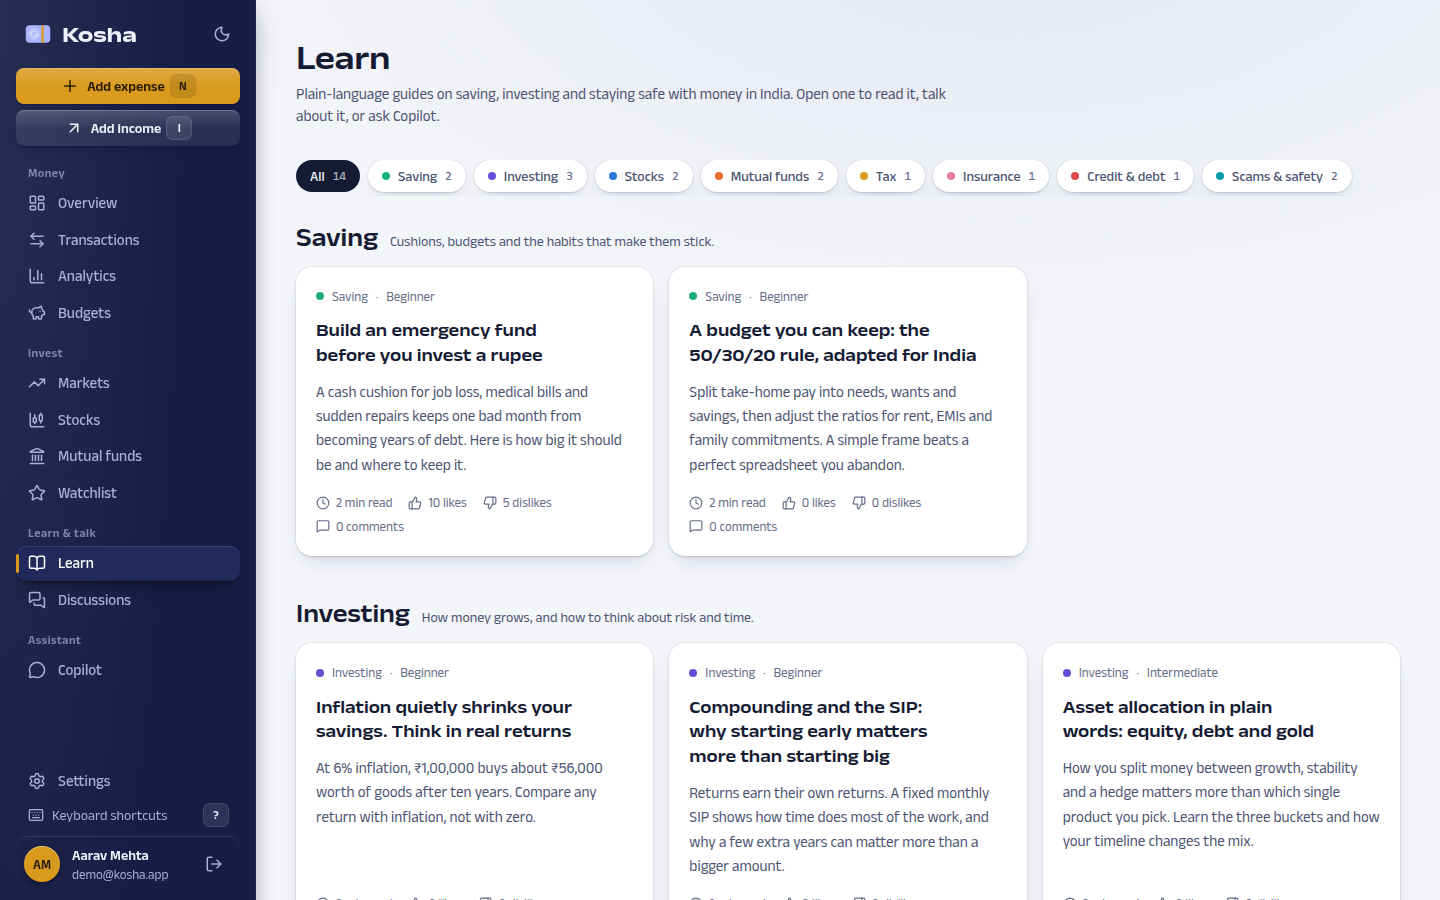 Kosha
Add expense N
Add income I
Money
Overview
Transactions
Analytics
Budgets
Invest
Markets
Stocks
Mutual funds
Watchlist
Learn & talk
Learn
Discussions
Assistant
Copilot
Settings
Keyboard shortcuts ?
AM
Aarav Mehta
demo@kosha.app
Learn
Plain-language guides on saving, investing and staying safe with money in India. Open one to read it, talk
about it, or ask Copilot.
All 14 Saving 2 Investing 3 Stocks 2 Mutual funds 2 Tax 1 Insurance 1 Credit & debt 1 Scams & safety 2
Saving Cushions, budgets and the habits that make them stick.
Saving · Beginner
Build an emergency fund
before you invest a rupee
A cash cushion for job loss, medical bills and
sudden repairs keeps one bad month from
becoming years of debt. Here is how big it should
be and where to keep it.
2 min read 10 likes 5 dislikes
0 comments
Saving · Beginner
A budget you can keep: the
50/30/20 rule, adapted for India
Split take-home pay into needs, wants and
savings, then adjust the ratios for rent, EMIs and
family commitments. A simple frame beats a
perfect spreadsheet you abandon.
2 min read 0 likes 0 dislikes
0 comments
Investing How money grows, and how to think about risk and time.
Investing · Beginner
Inflation quietly shrinks your
savings. Think in real returns
At 6% inflation, ₹1,00,000 buys about ₹56,000
worth of goods after ten years. Compare any
return with inflation, not with zero.
Investing · Beginner
Compounding and the SIP:
why starting early matters
more than starting big
Returns earn their own returns. A fixed monthly
SIP shows how time does most of the work, and
why a few extra years can matter more than a
bigger amount.
Investing · Intermediate
Asset allocation in plain
words: equity, debt and gold
How you split money between growth, stability
and a hedge matters more than which single
product you pick. Learn the three buckets and how
your timeline changes the mix.